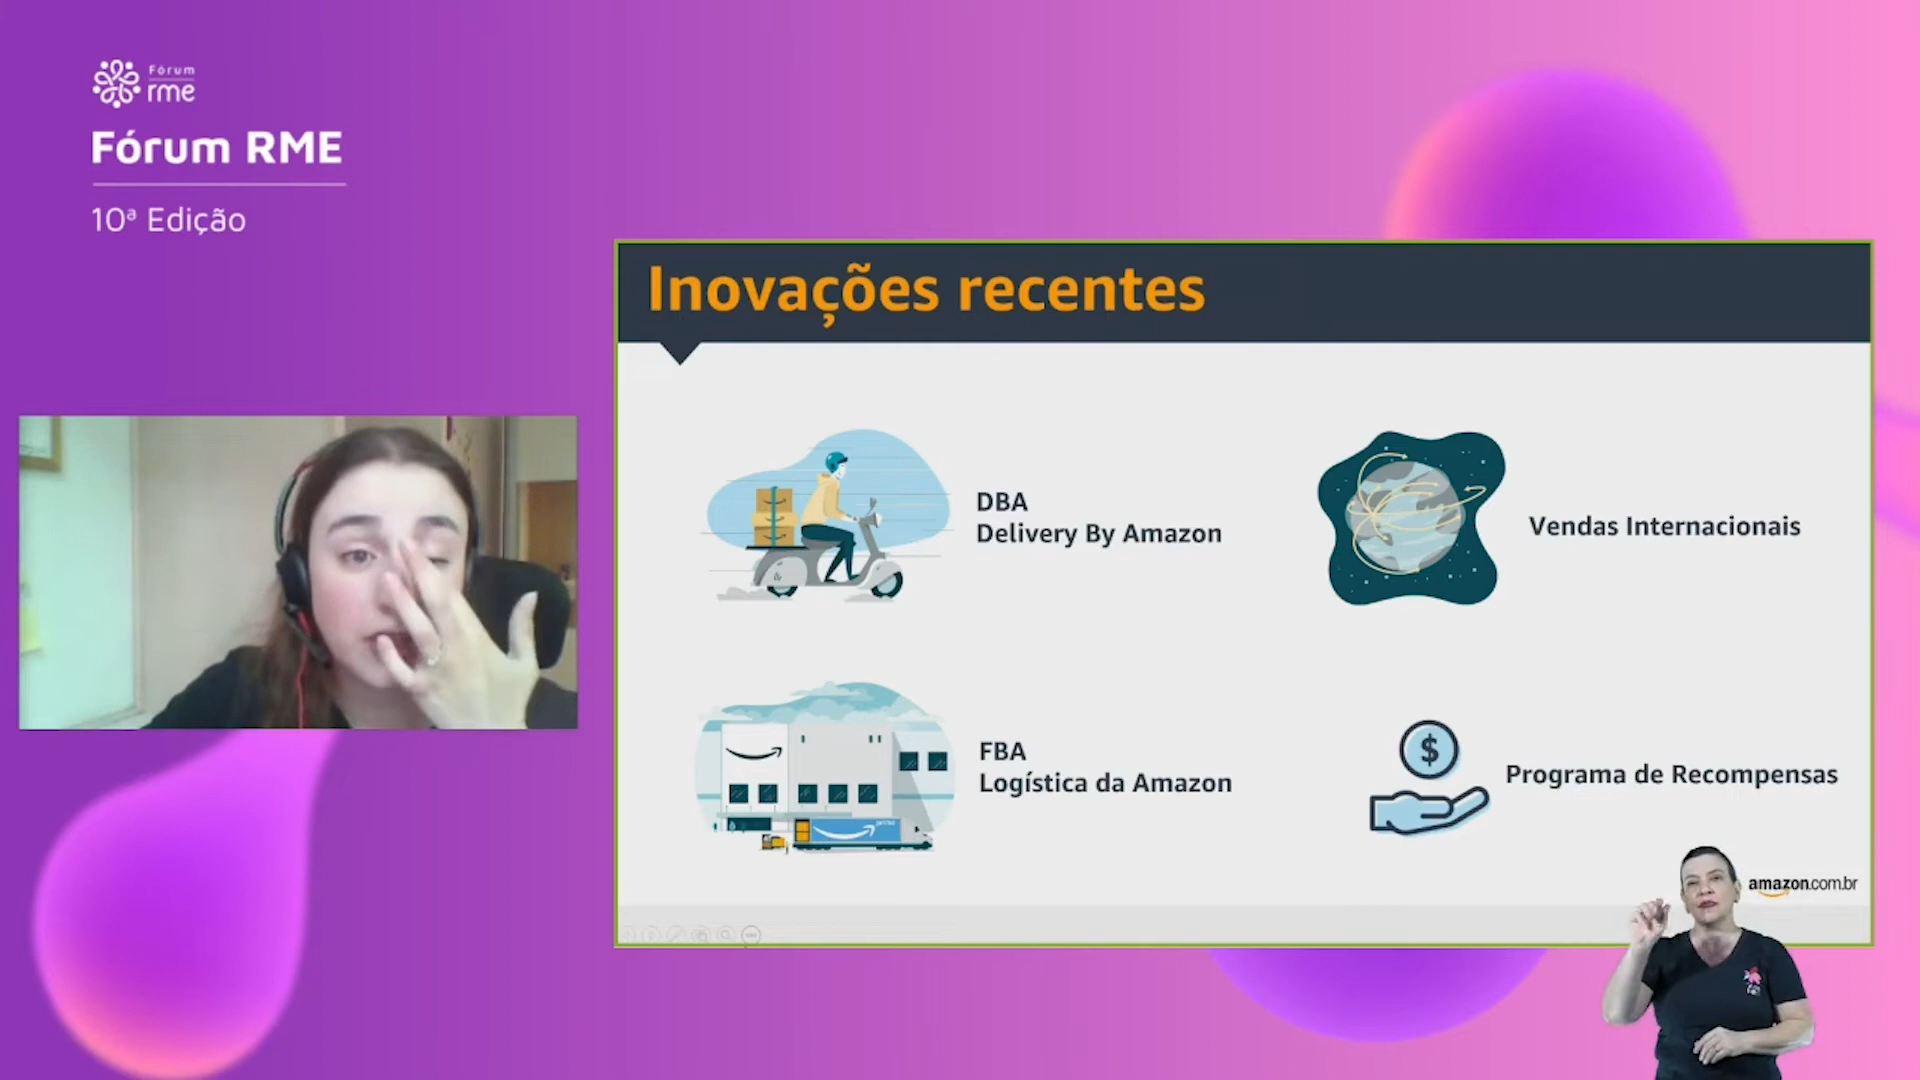 Fórum
rme
Fórum RME
10ª Edição
Inovações recentes
DBA
Delivery By Amazon
Vendas Internacionais
FBA
Logística da Amazon
$
Programa de Recompensas
prime
amazon.com.br